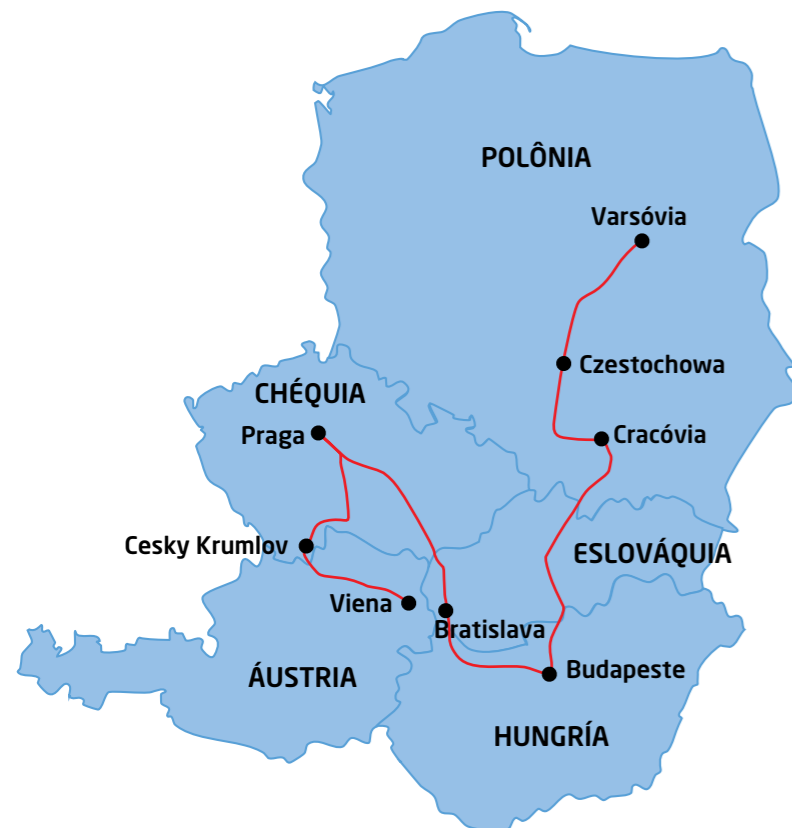 POLÔNIA
Varsóvia
Czestochowa
CHÉQUIA
Praga
Cracóvia
Cesky Krumlov
ESLOVÁQUIA
Viena
Bratislava
ÁUSTRIA
Budapeste
HUNGRÍA